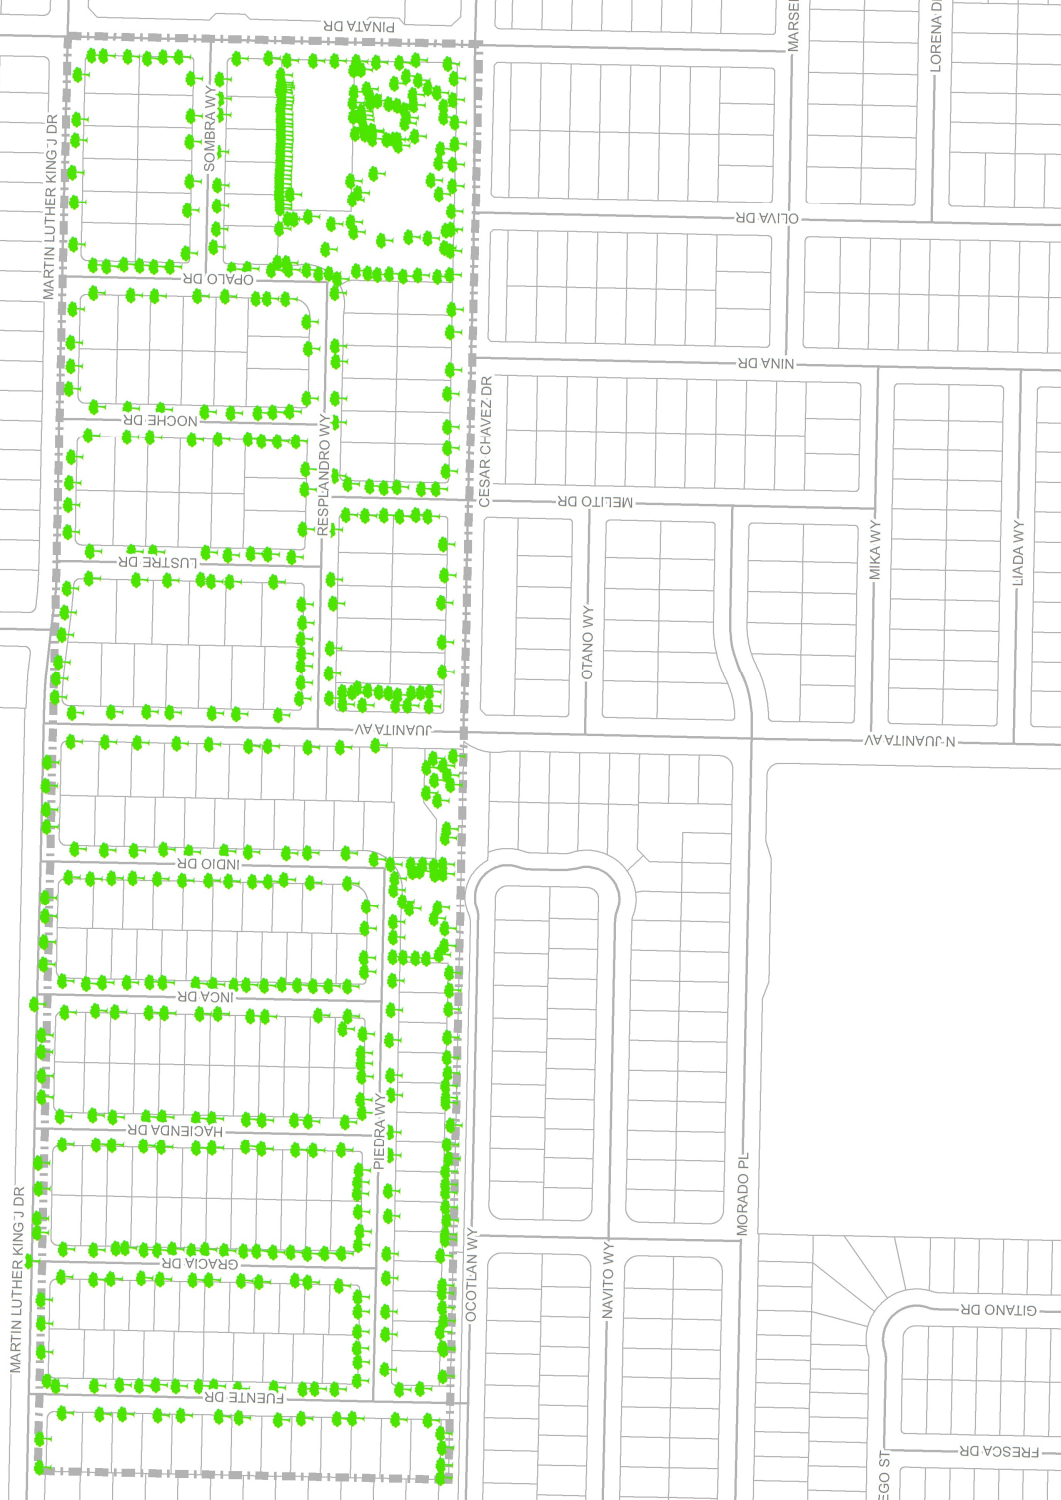 PINATA DR
MARSE
LORENA D
SOMBRA WY
MARTIN LUTHER KING J DR
OLIVA DR
OPALO DR
NINA DR
NOCHE DR
RESPLANDRO WY
CESAR CHAVEZ DR
MELITO DR
LUSTRE DR
MIKA WY
LIADA WY
OTANO WY
JUANITA AV
N JUANITA AV
INDIO DR
INCA DR
HACIENDA DR
PIEDRA WY
MORADO PL
MARTIN LUTHER KING J DR
GRACIA DR
OCOTLAN WY
NAVITO WY
GITANO DR
FUENTE DR
FRESCA DR
EGO ST